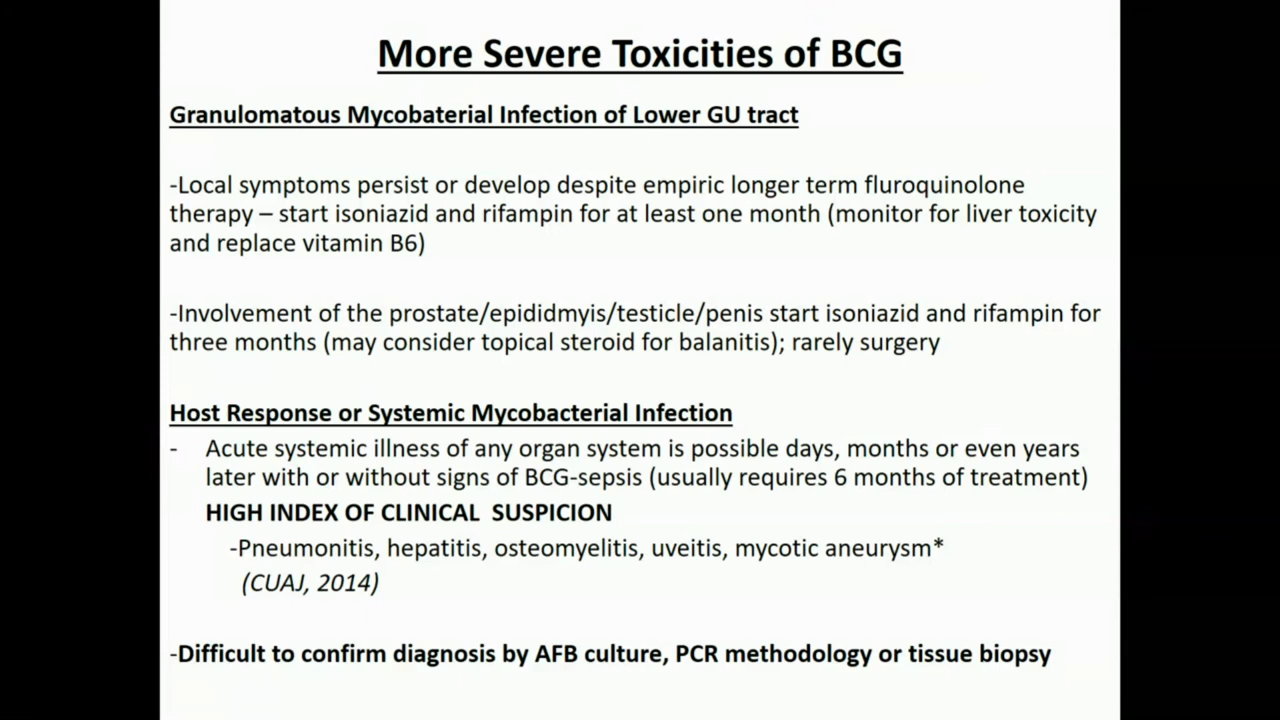 More Severe Toxicities of BCG
Granulomatous Mycobaterial Infection of Lower GU tract
-Local symptoms persist or develop despite empiric longer term fluroquinolone
therapy – start isoniazid and rifampin for at least one month (monitor for liver toxicity
and replace vitamin B6)
-Involvement of the prostate/epididmyis/testicle/penis start isoniazid and rifampin for
three months (may consider topical steroid for balanitis); rarely surgery
Host Response or Systemic Mycobacterial Infection
- Acute systemic illness of any organ system is possible days, months or even years
later with or without signs of BCG-sepsis (usually requires 6 months of treatment)
HIGH INDEX OF CLINICAL SUSPICION
-Pneumonitis, hepatitis, osteomyelitis, uveitis, mycotic aneurysm*
(CUAJ, 2014)
-Difficult to confirm diagnosis by AFB culture, PCR methodology or tissue biopsy